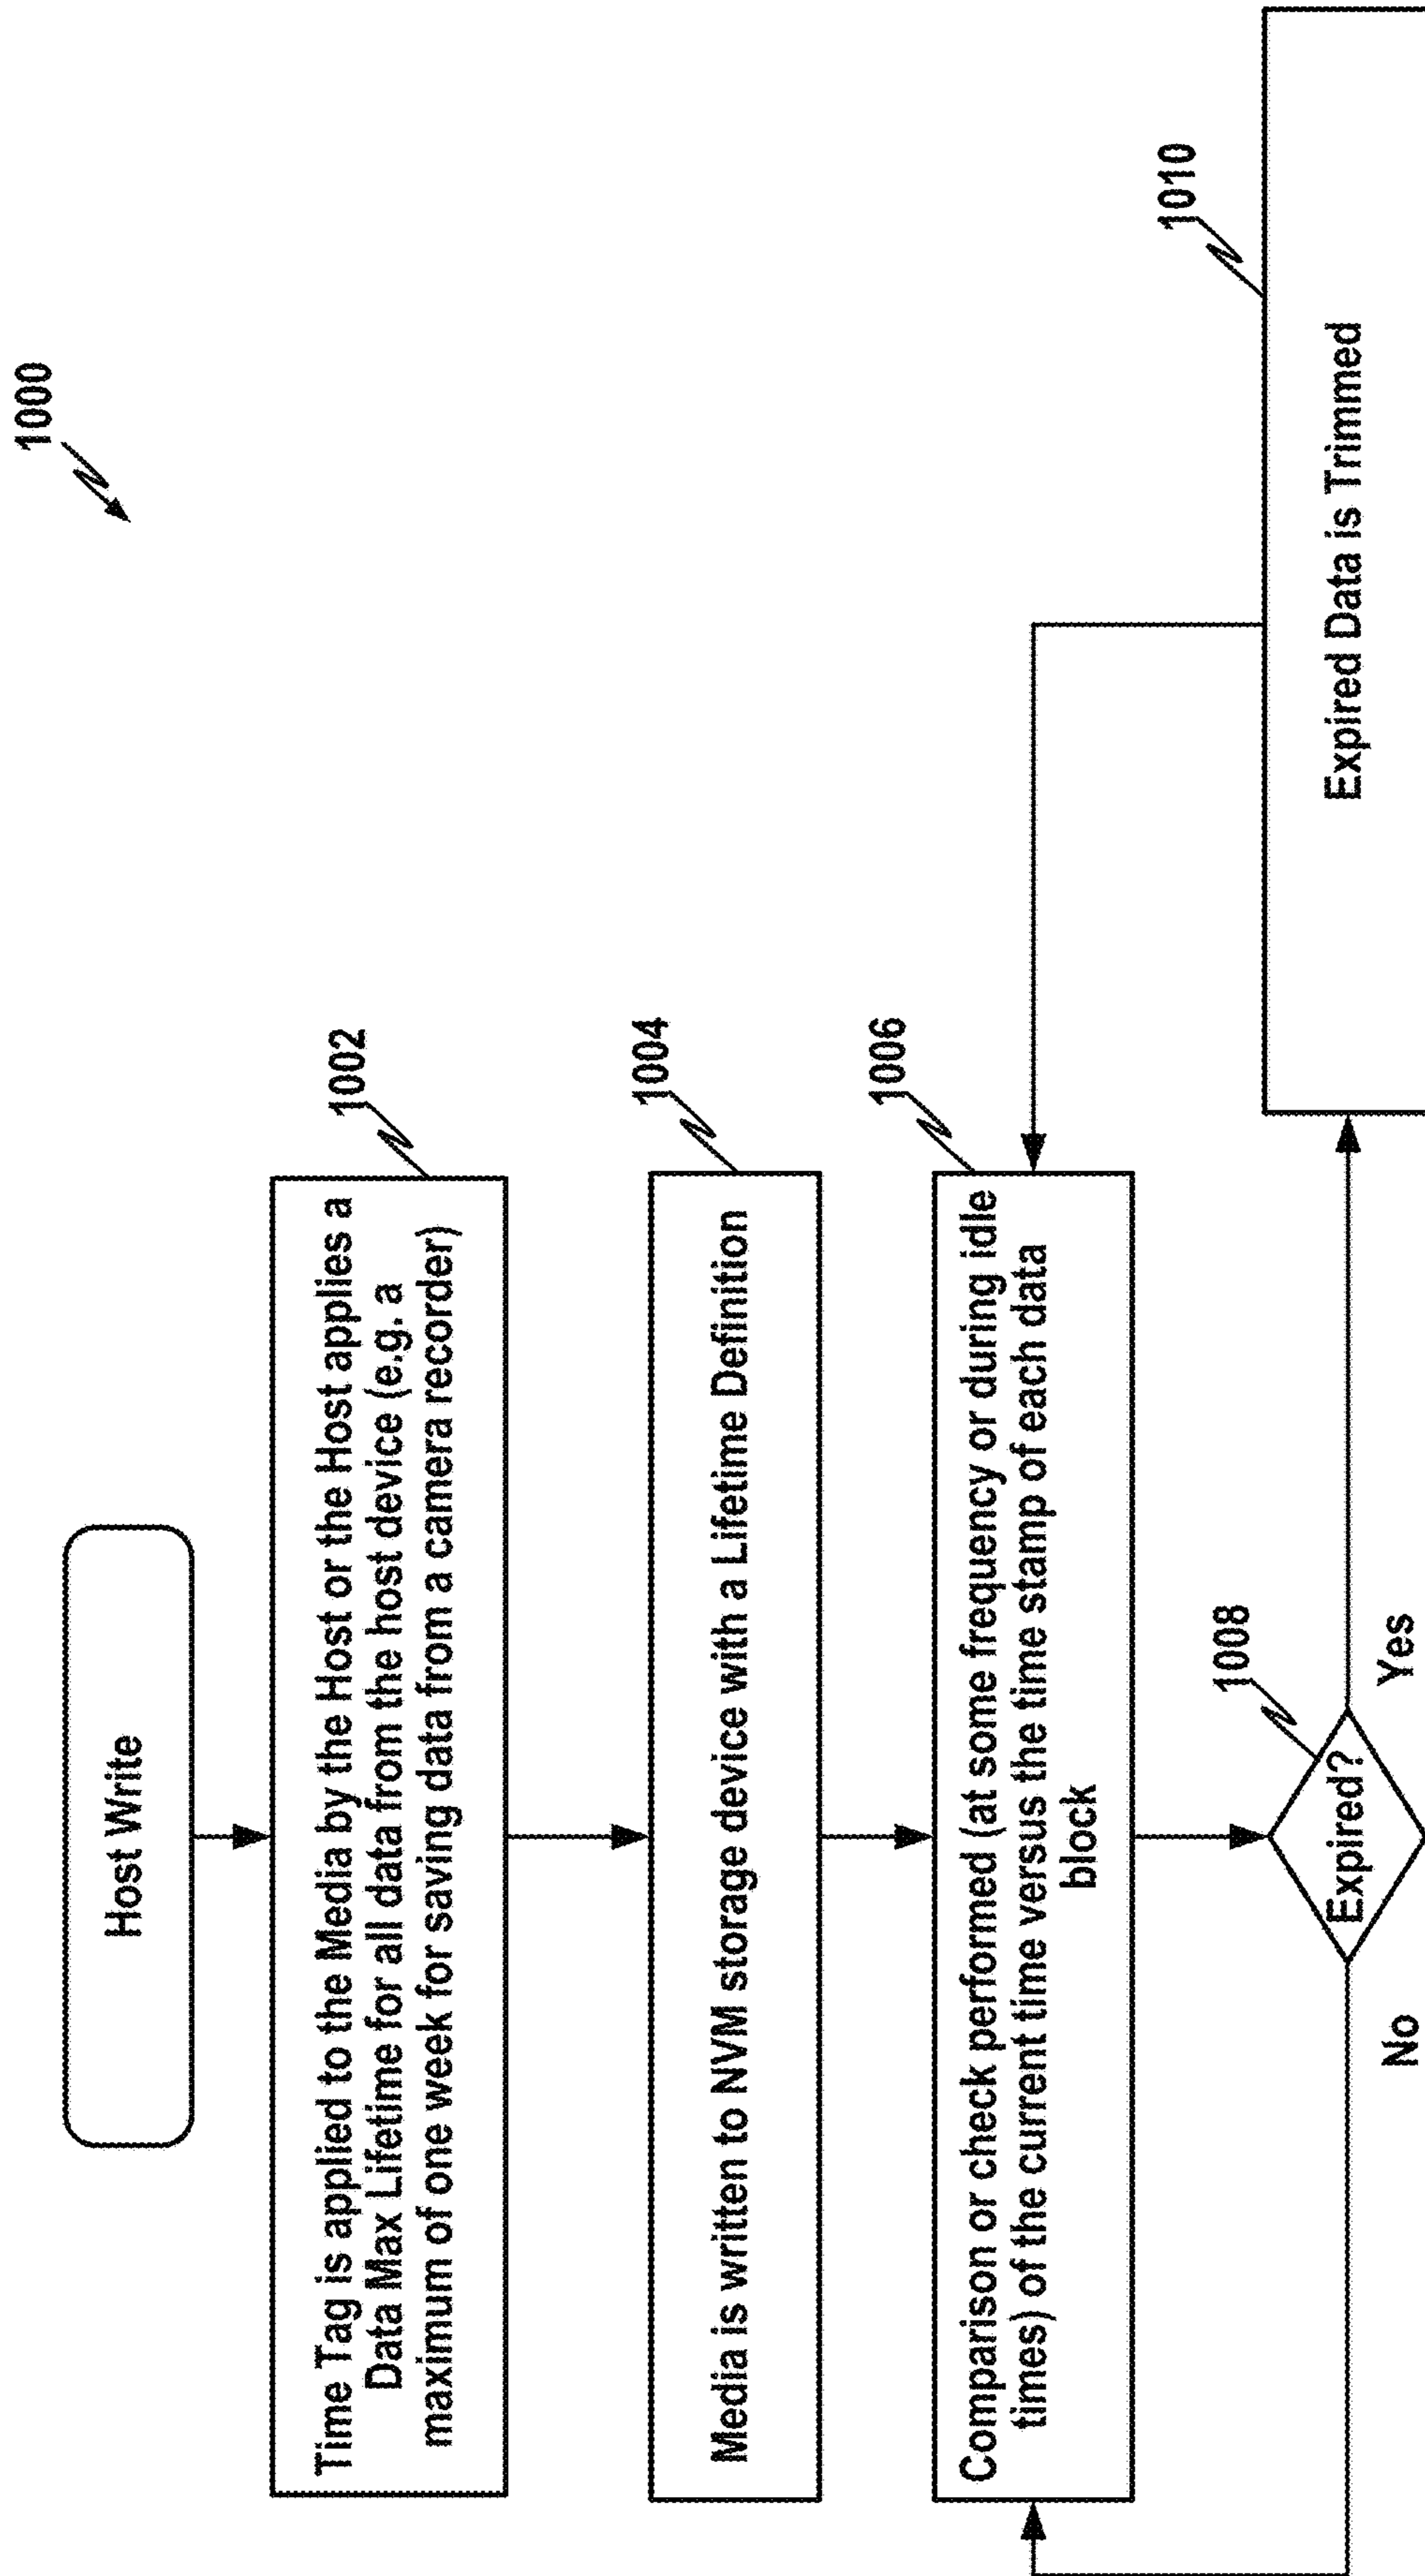 1000
Host Write
1002
Time Tag is applied to the Media by the Host or the Host applies a
Data Max Lifetime for all data from the host device (e.g. a
maximum of one week for saving data from a camera recorder)
1004
Media is written to NVM storage device with a Lifetime Definition
1006
Comparison or check performed (at some frequency or during idle
times) of the current time versus the time stamp of each data
block
1008
Expired?
Yes
No
1010
Expired Data is Trimmed